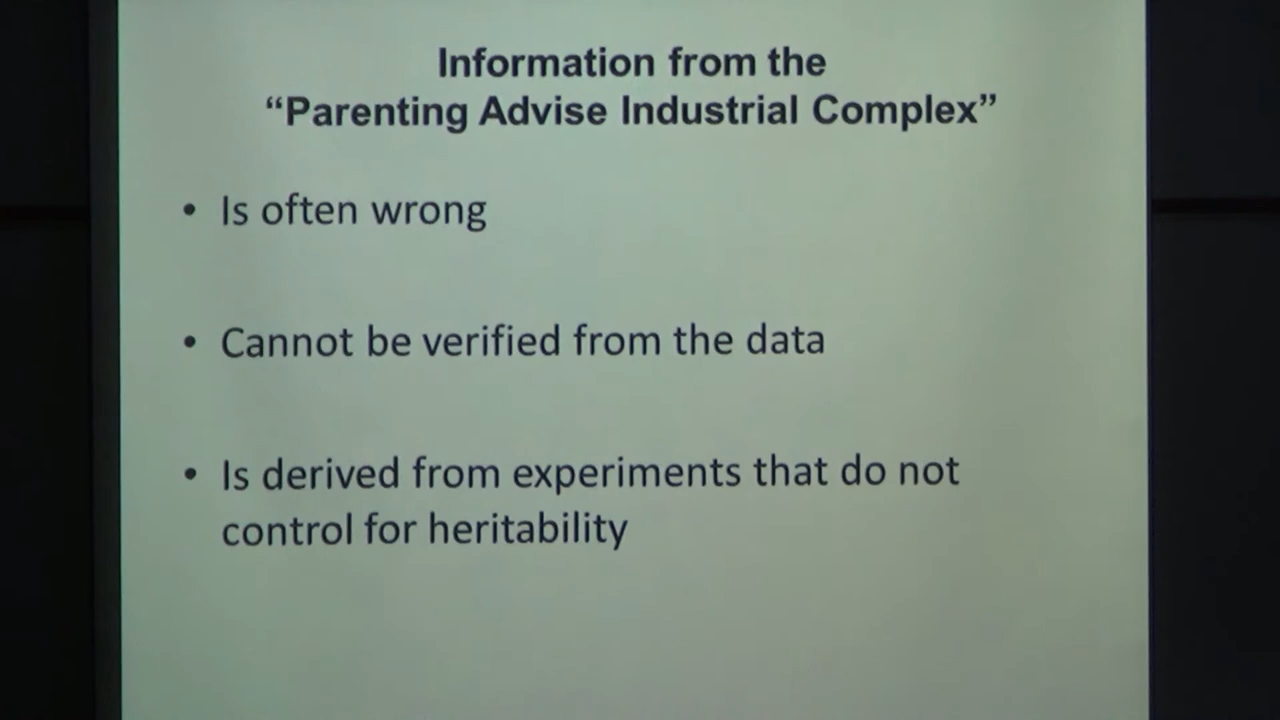 Information from the
“Parenting Advise Industrial Complex”
• Is often wrong
• Cannot be verified from the data
• Is derived from experiments that do not
control for heritability